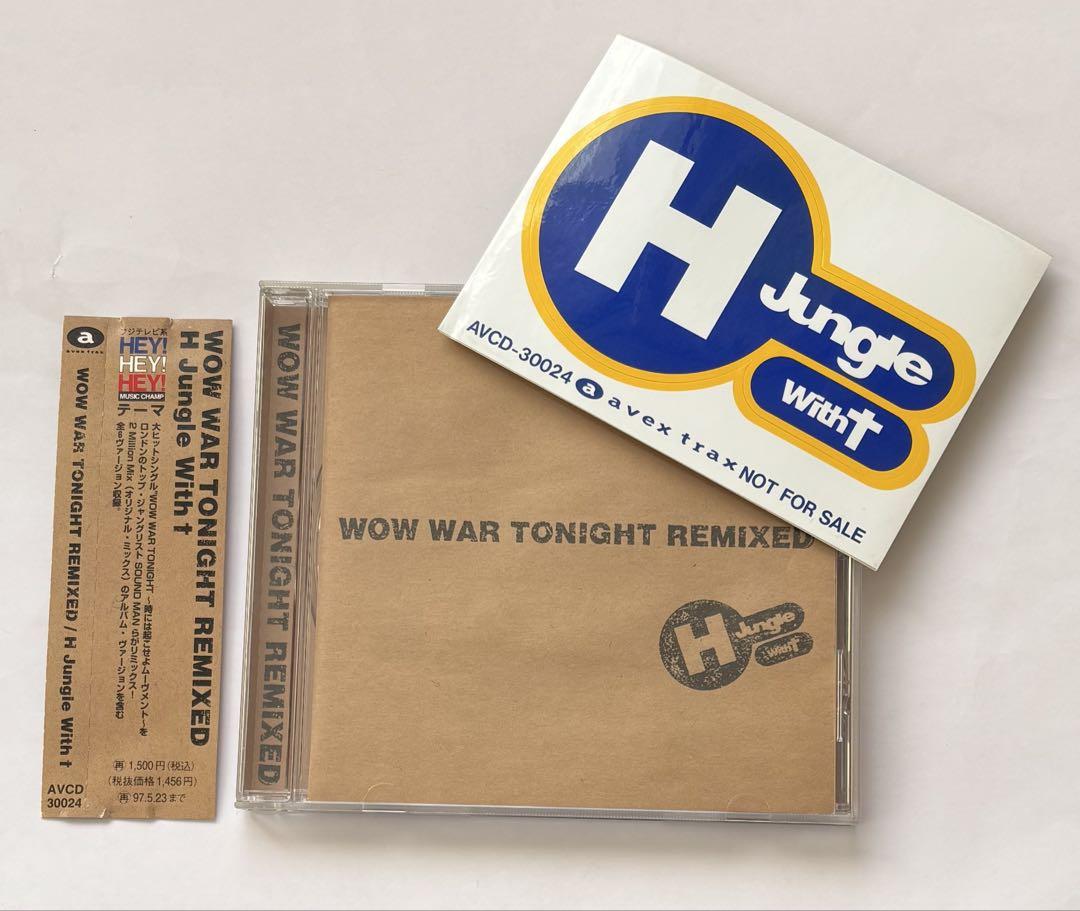 a
avex trax
WOW WAR TONIGHT REMIXED / H Jungle With t
AVCD
30024
フジテレビ系
HEY!
HEY!
HEY!
MUSIC CHAMP
テーマ
WOW WAR TONIGHT REMIXED
H Jungle With t
大ヒットシングル"WOW WAR TONIGHT ～時には起こせよムーヴメント～を
ロンドンのトップ・ジャングリスト SOUND MAN らがリミックス!
2 Million Mix (オリジナル・ミックス) のアルバム・ヴァージョンを含む
全6ヴァージョン収録。
再 1,500円(税込)
(税抜価格1,456円)
再 97.5.23まで
WOW WAR TONIGHT REMIXED
WOW WAR TONIGHT REMIXED
H Jungle
With t
H Jungle
With t
AVCD-30024 a avex trax NOT FOR SALE